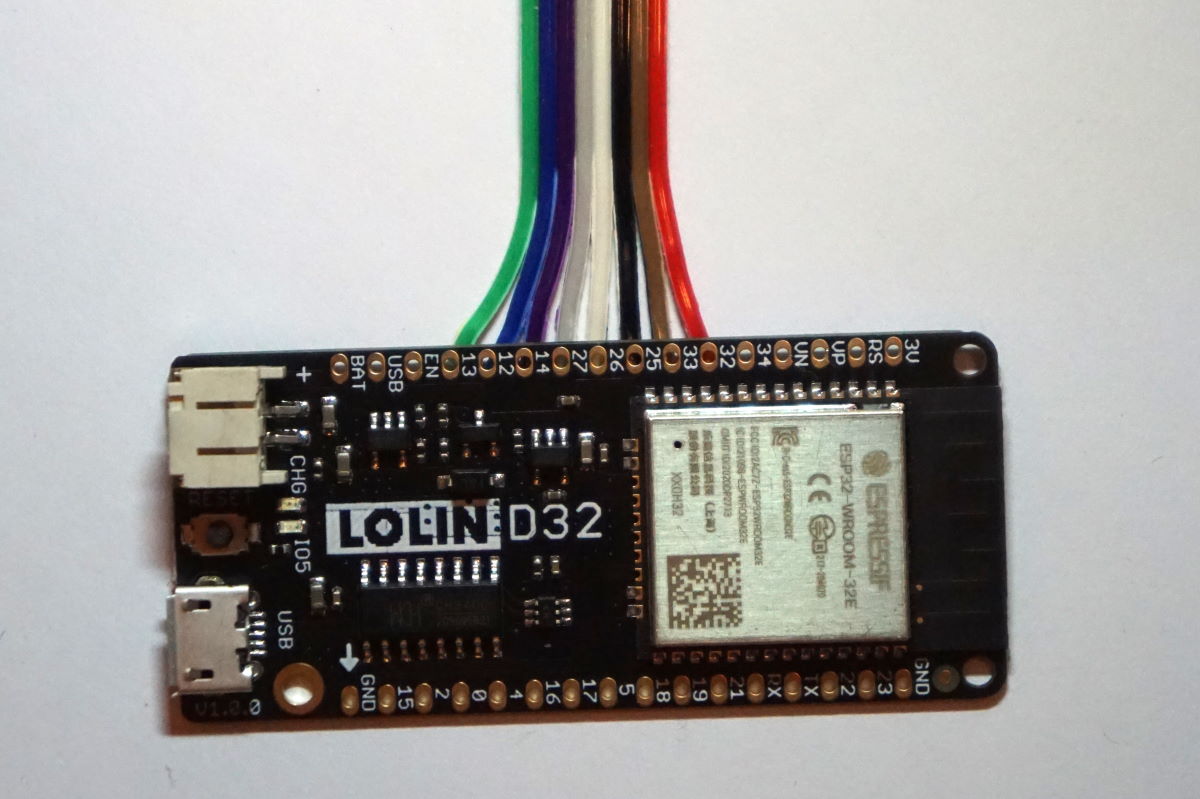 +
BAT
USB
EN
13
12
14
27
26
25
33
32
34
VN
VP
RS
3V
CHG
RESET
IO5
LOLIN D32
USB
V1.0.0
ESPRESSIF
ESP32-WROOM-32E
CE
XX0H32
GND
15
2
0
4
16
17
5
18
19
21
RX
TX
22
23
GND